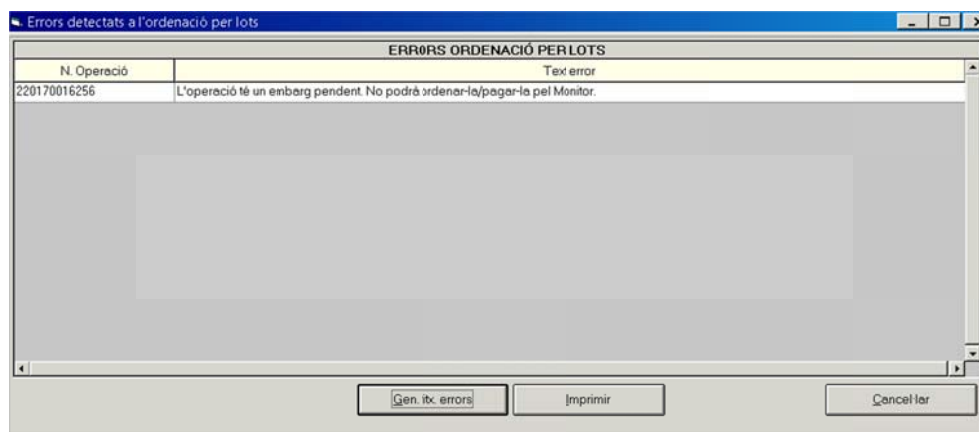 Errors detectats a l'ordenació per lots
ERRORS ORDENACIÓ PER LOTS
N. Operació Text error
220170016256 L'operació té un embarg pendent. No podrà ordenar-la/pagar-la pel Monitor.
Gen. itx. errors Imprimir Cancel·lar